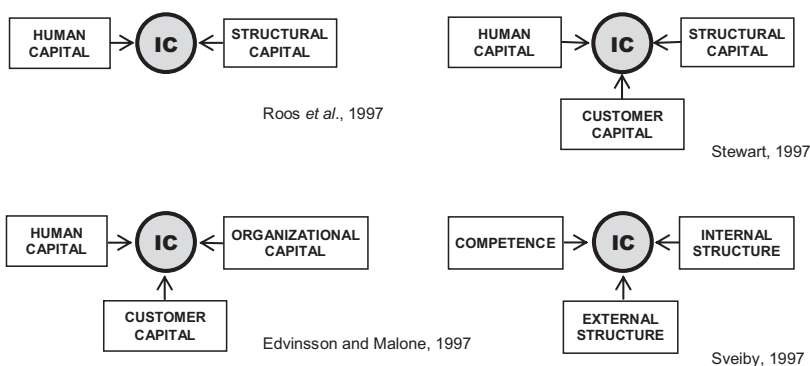 HUMAN
CAPITAL
IC
STRUCTURAL
CAPITAL
Roos et al., 1997
HUMAN
CAPITAL
IC
STRUCTURAL
CAPITAL
CUSTOMER
CAPITAL
Stewart, 1997
HUMAN
CAPITAL
IC
ORGANIZATIONAL
CAPITAL
CUSTOMER
CAPITAL
Edvinsson and Malone, 1997
COMPETENCE
IC
INTERNAL
STRUCTURE
EXTERNAL
STRUCTURE
Sveiby, 1997